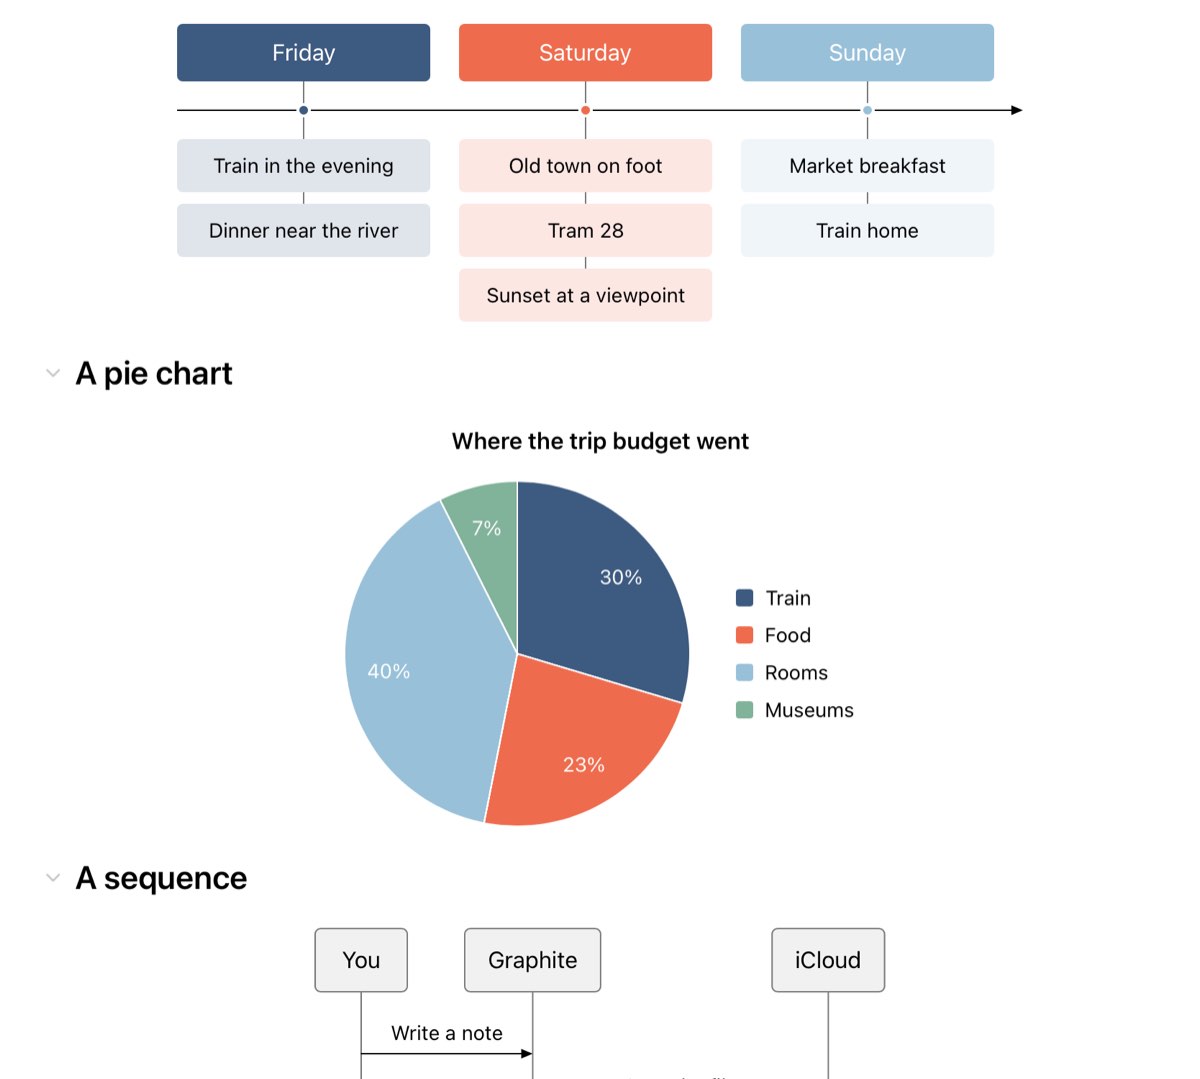 Friday
Saturday
Sunday
Train in the evening
Old town on foot
Market breakfast
Dinner near the river
Tram 28
Train home
Sunset at a viewpoint
A pie chart
Where the trip budget went
7%
30%
40%
23%
Train
Food
Rooms
Museums
A sequence
You
Graphite
iCloud
Write a note